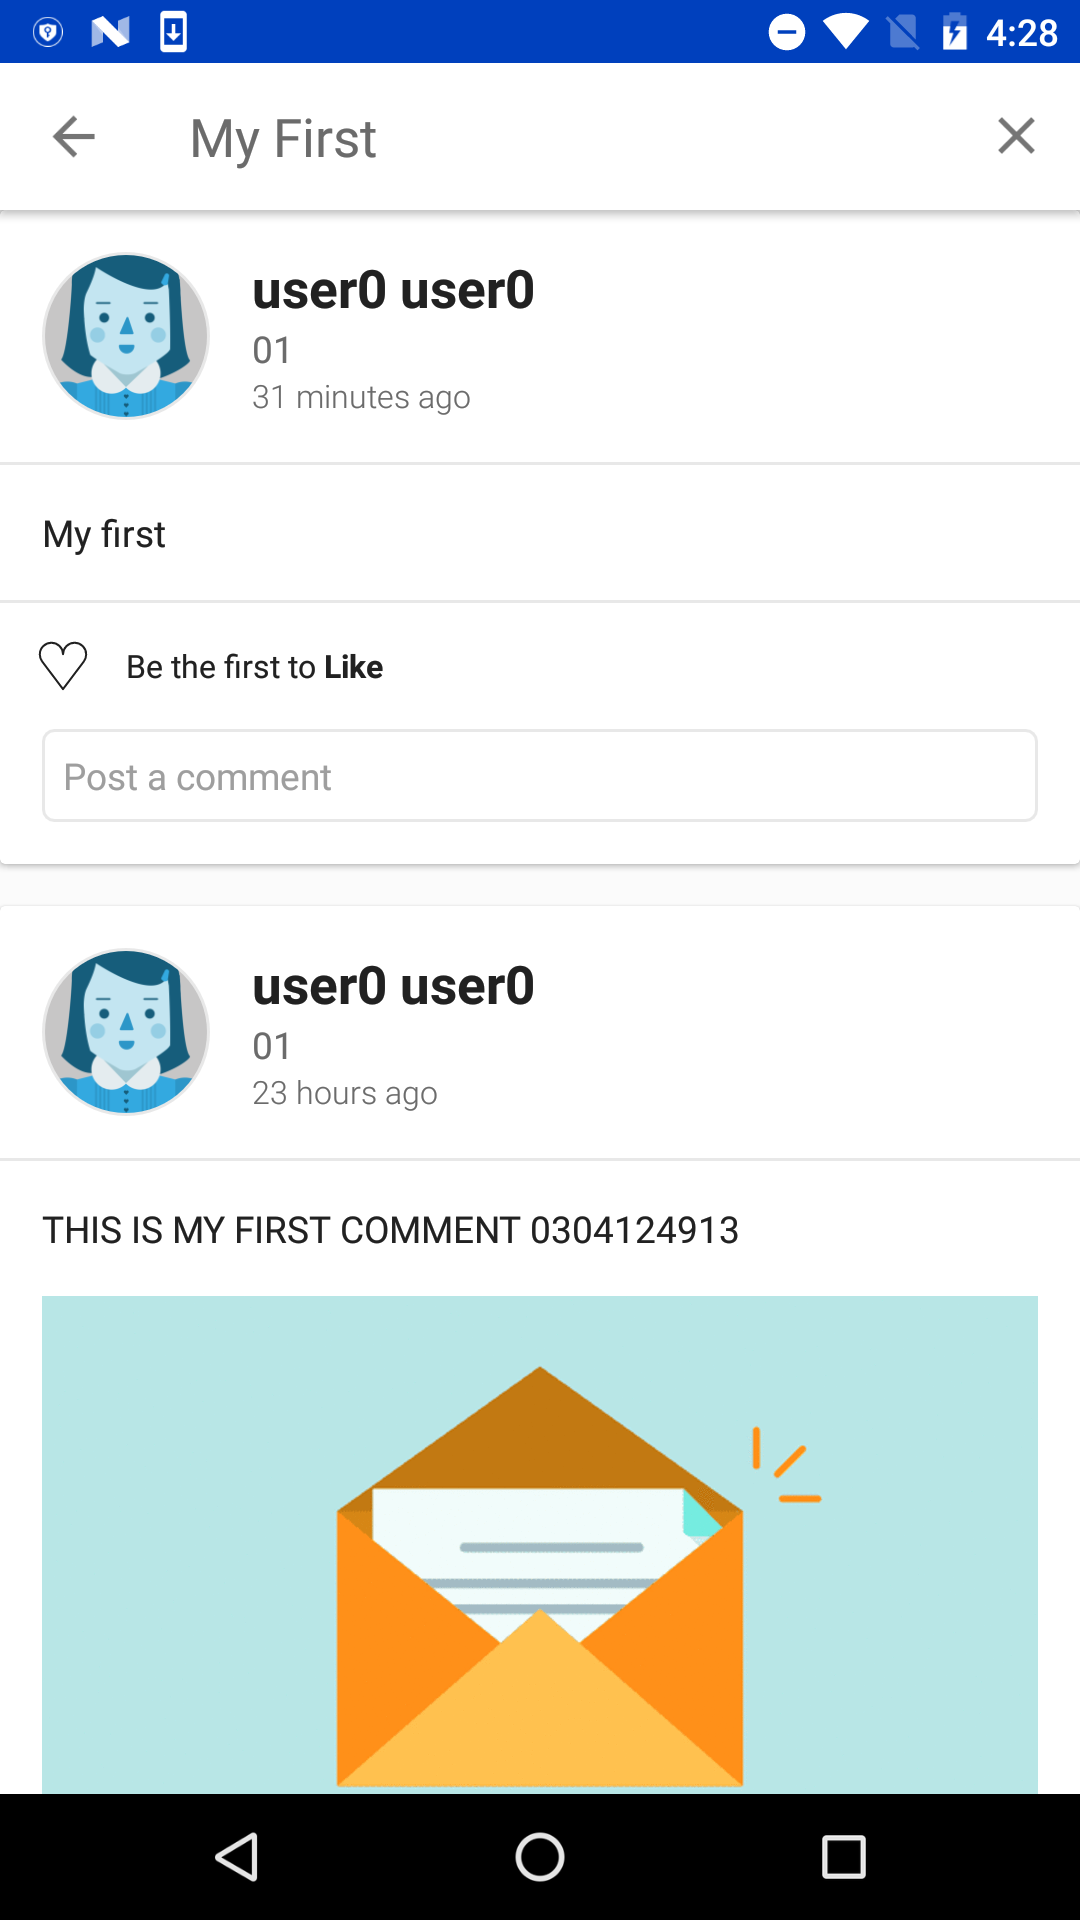 4:28
My First
user0 user0
01
31 minutes ago
My first
Be the first to Like
Post a comment
user0 user0
01
23 hours ago
THIS IS MY FIRST COMMENT 0304124913